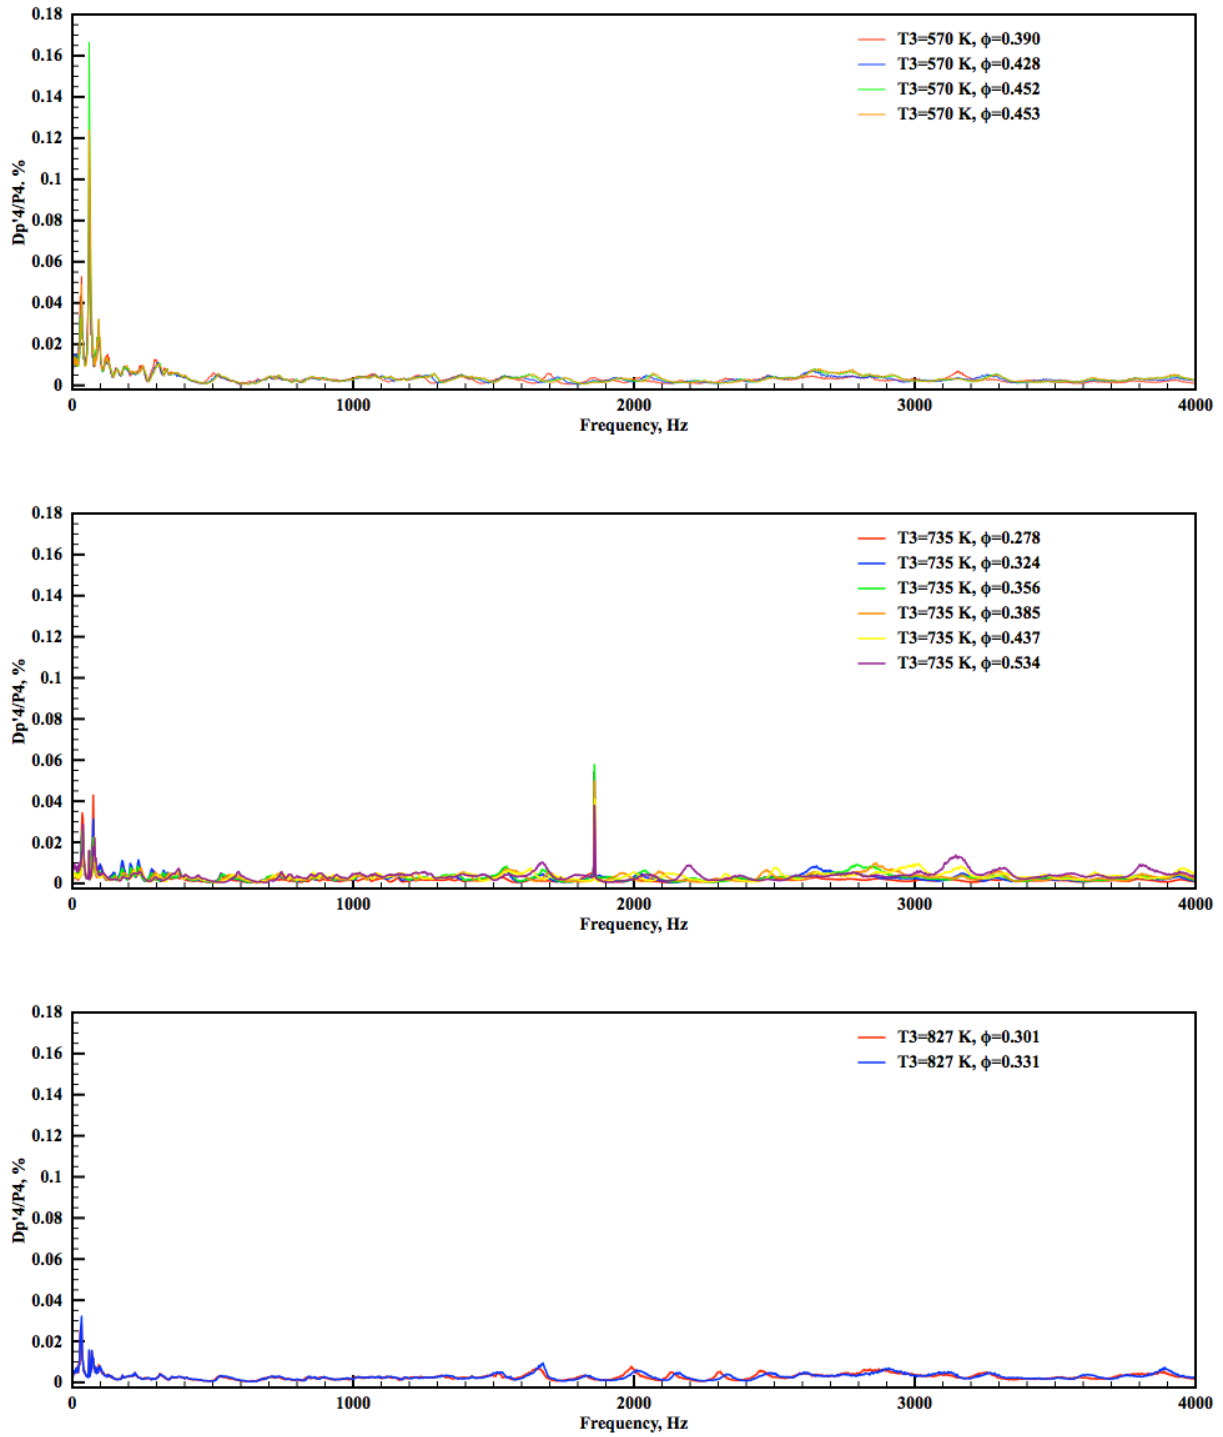 0.18
0.16
0.14
0.12
0.1
0.08
0.06
0.04
0.02
0
Dp'4/P4. %
T3=570 K, ϕ=0.390
T3=570 K, ϕ=0.428
T3=570 K, ϕ=0.452
T3=570 K, ϕ=0.453
0 1000 2000 3000 4000
Frequency, Hz
0.18
0.16
0.14
0.12
0.1
0.08
0.06
0.04
0.02
0
Dp'4/P4, %
T3=735 K, ϕ=0.278
T3=735 K, ϕ=0.324
T3=735 K, ϕ=0.356
T3=735 K, ϕ=0.385
T3=735 K, ϕ=0.437
T3=735 K, ϕ=0.534
0 1000 2000 3000 4000
Frequency, Hz
0.18
0.16
0.14
0.12
0.1
0.08
0.06
0.04
0.02
0
Dp'4/P4, %
T3=827 K, ϕ=0.301
T3=827 K, ϕ=0.331
0 1000 2000 3000 4000
Frequency, Hz